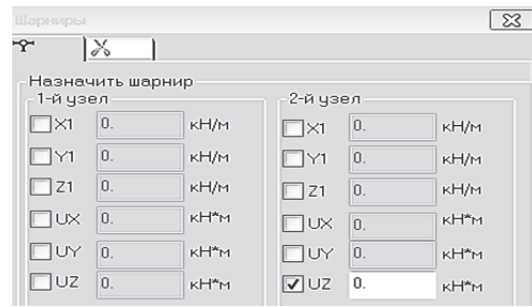 Шарниры
Назначить шарнир
1-й узел
X1 0. кН/м
Y1 0. кН/м
Z1 0. кН/м
UX 0. кН*м
UY 0. кН*м
UZ 0. кН*м
2-й узел
X1 0. кН/м
Y1 0. кН/м
Z1 0. кН/м
UX 0. кН*м
UY 0. кН*м
UZ 0. кН*м